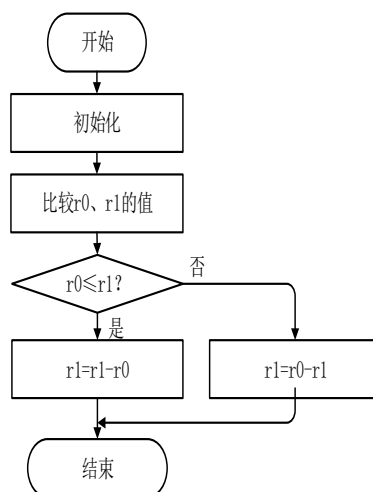 开始
初始化
比较r0、r1的值
r0≤r1?
否
是
r1=r1-r0
r1=r0-r1
结束